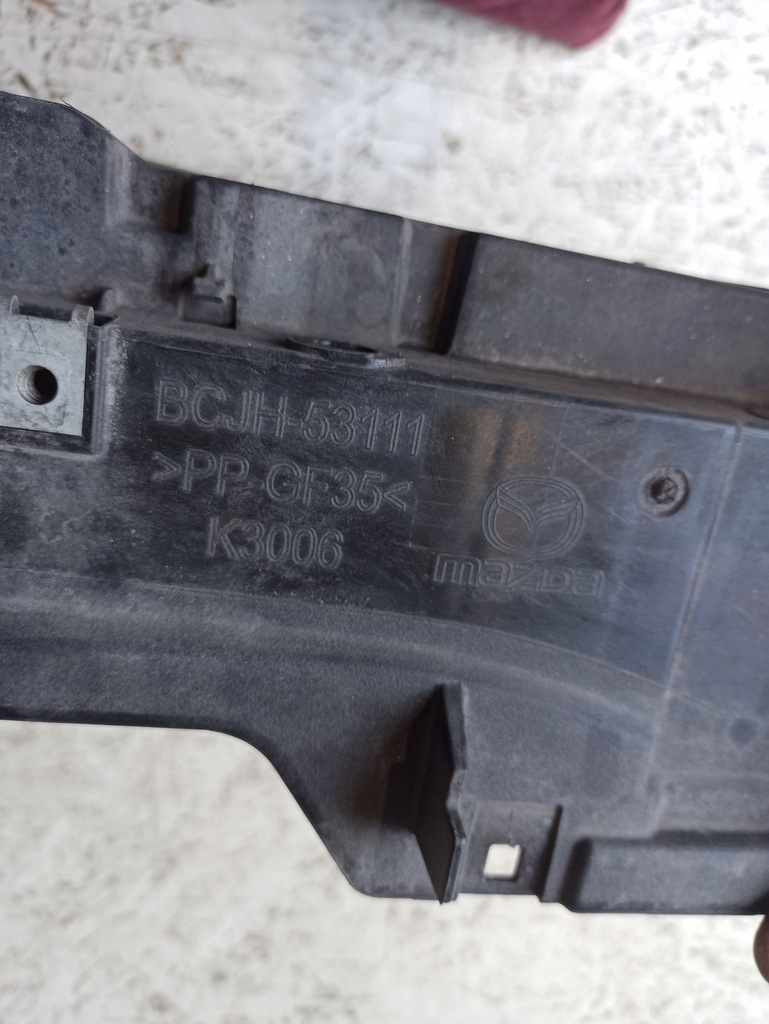 BCJH-53111
>PP-GF35<
K3006
mazDa